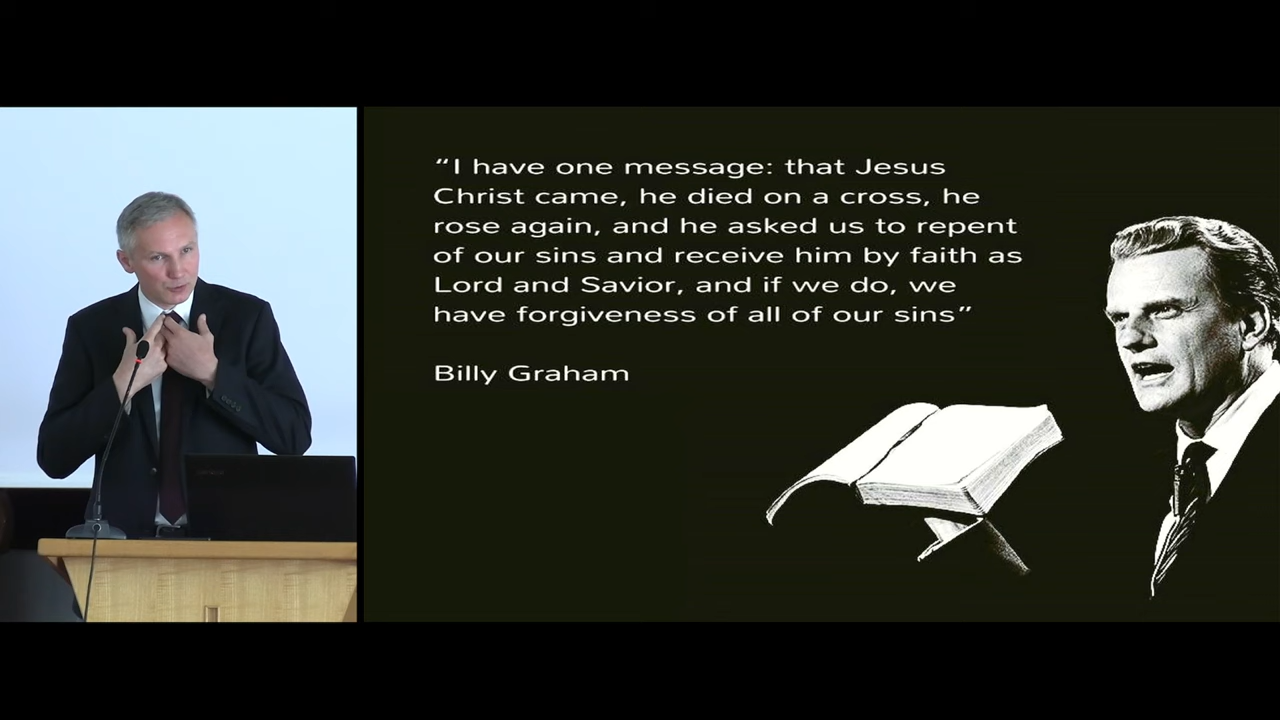 “I have one message: that Jesus
Christ came, he died on a cross, he
rose again, and he asked us to repent
of our sins and receive him by faith as
Lord and Savior, and if we do, we
have forgiveness of all of our sins”
Billy Graham